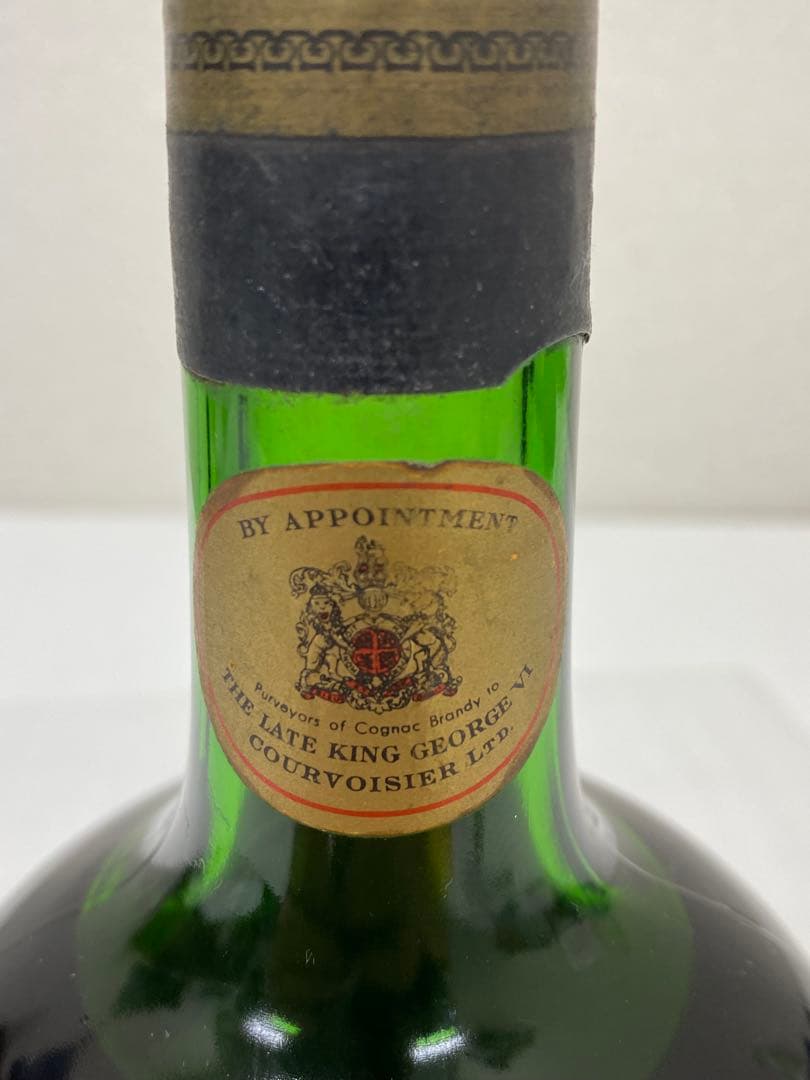 BY APPOINTMENT
Purveyors of Cognac Brandy to
THE LATE KING GEORGE VI
COURVOISIER LTD.